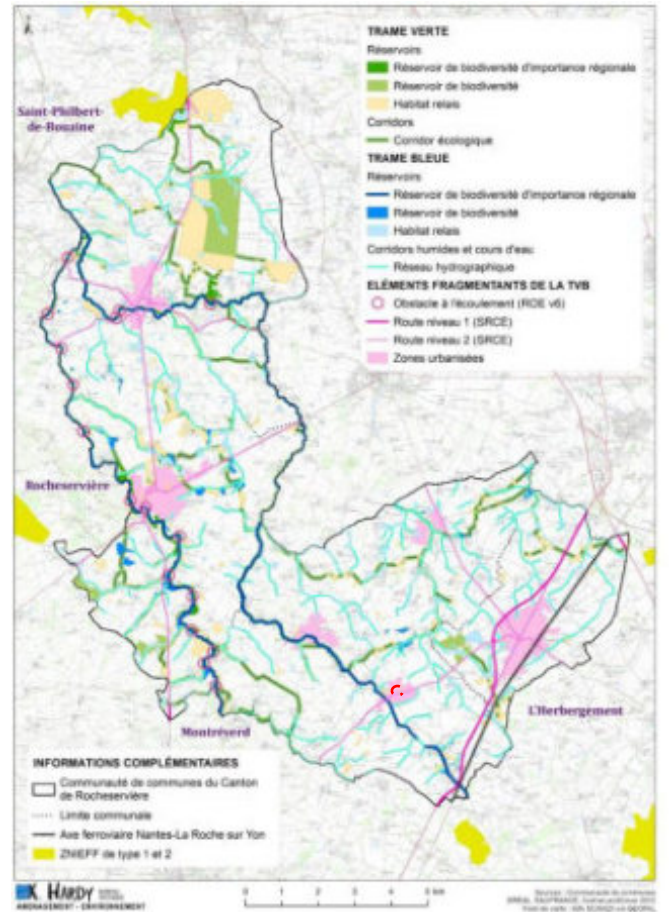 TRAME VERTE
Réservoirs
Réservoir de biodiversité d'importance régionale
Réservoir de biodiversité
Habitat relais
Corridors
Corridor écologique
TRAME BLEUE
Réservoirs
Réservoir de biodiversité d'importance régionale
Réservoir de biodiversité
Habitat relais
Corridors humides et cours d'eau
Réseau hydrographique
ELÉMENTS FRAGMENTANTS DE LA TVB
Obstacle à l'écoulement (ROE v6)
Route niveau 1 (SRCE)
Route niveau 2 (SRCE)
Zones urbanisées
Saint-Philbert-
de-Bouaine
Rocheservière
Montréverd
L'Herbergement
INFORMATIONS COMPLÉMENTAIRES
Communauté de communes du Canton
de Rocheservière
Limite communale
Axe ferroviaire Nantes-La Roche sur Yon
ZNIEFF de type 1 et 2
X HARDY
AMENAGEMENT - ENVIRONNEMENT
0 1 2 3 4 5 km